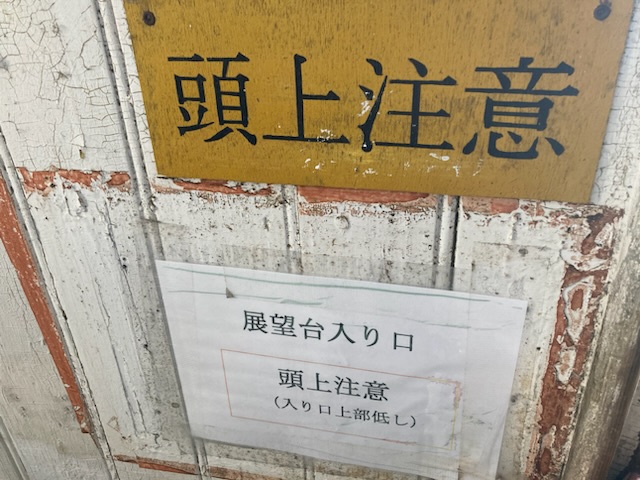 頭上注意
展望台入り口
頭上注意
（入り口上部低し）